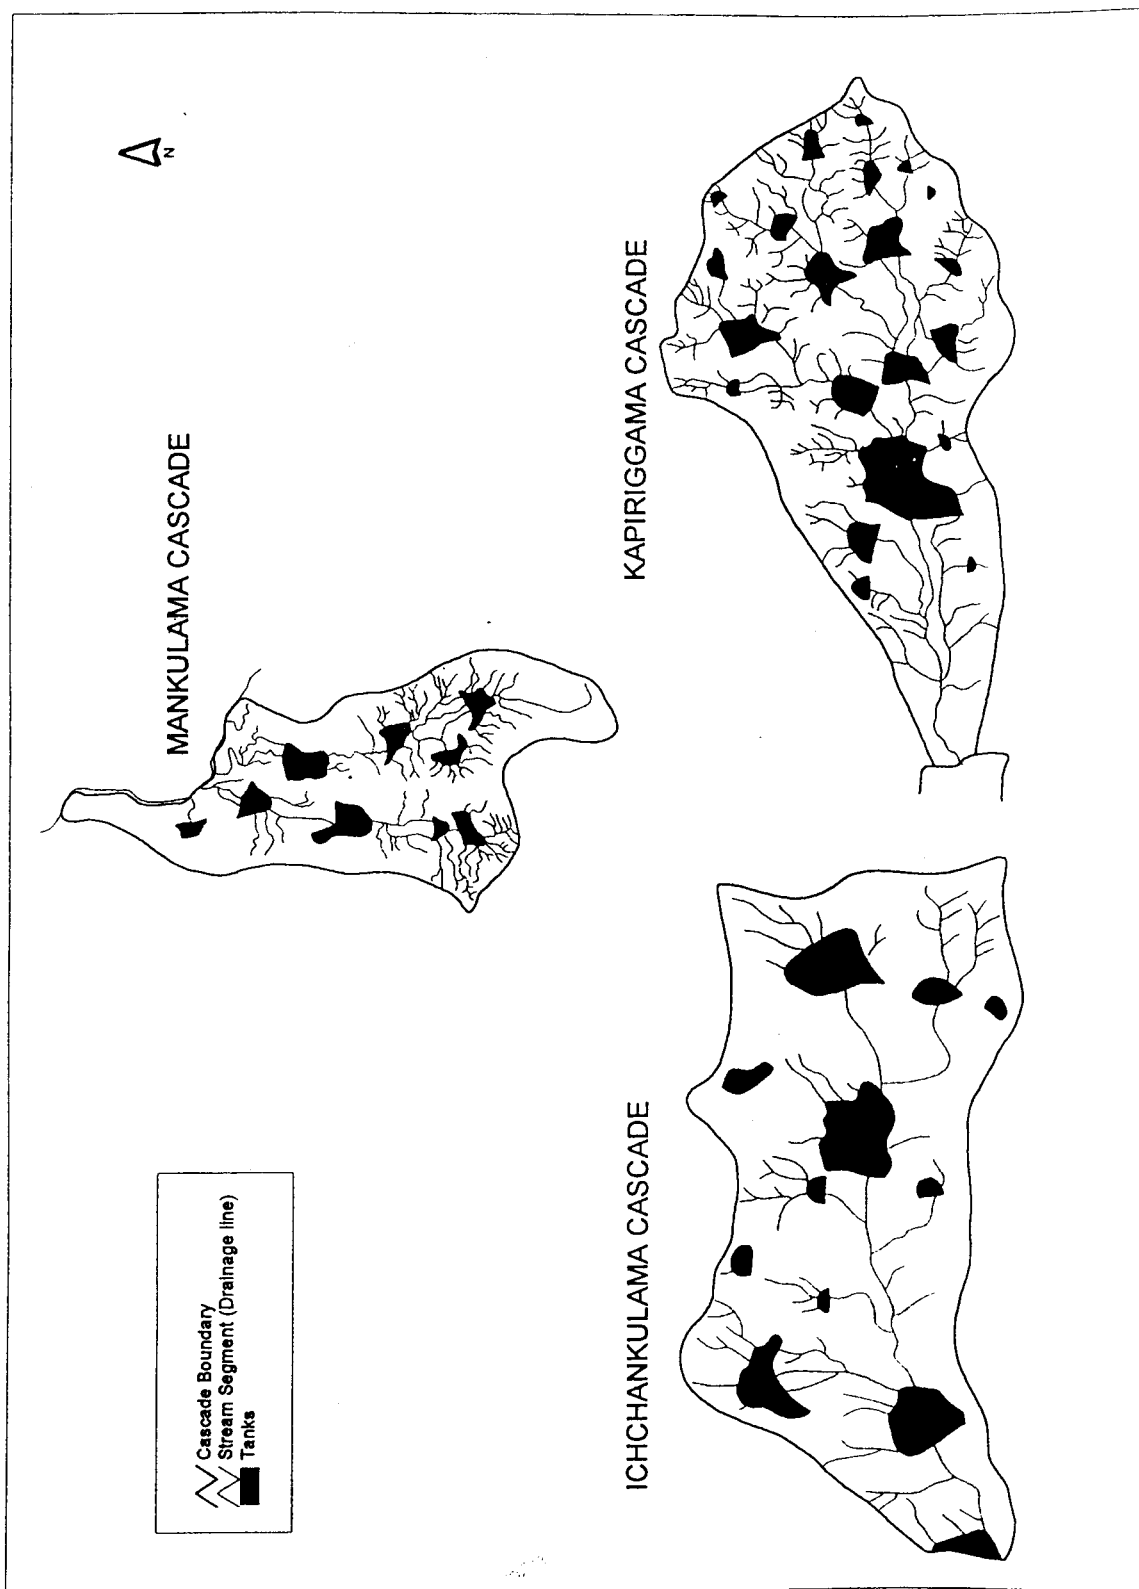 N
MANKULAMA CASCADE
KAPIRIGGAMA CASCADE
ICHCHANKULAMA CASCADE
Cascade Boundary
Stream Segment (Drainage line)
Tanks